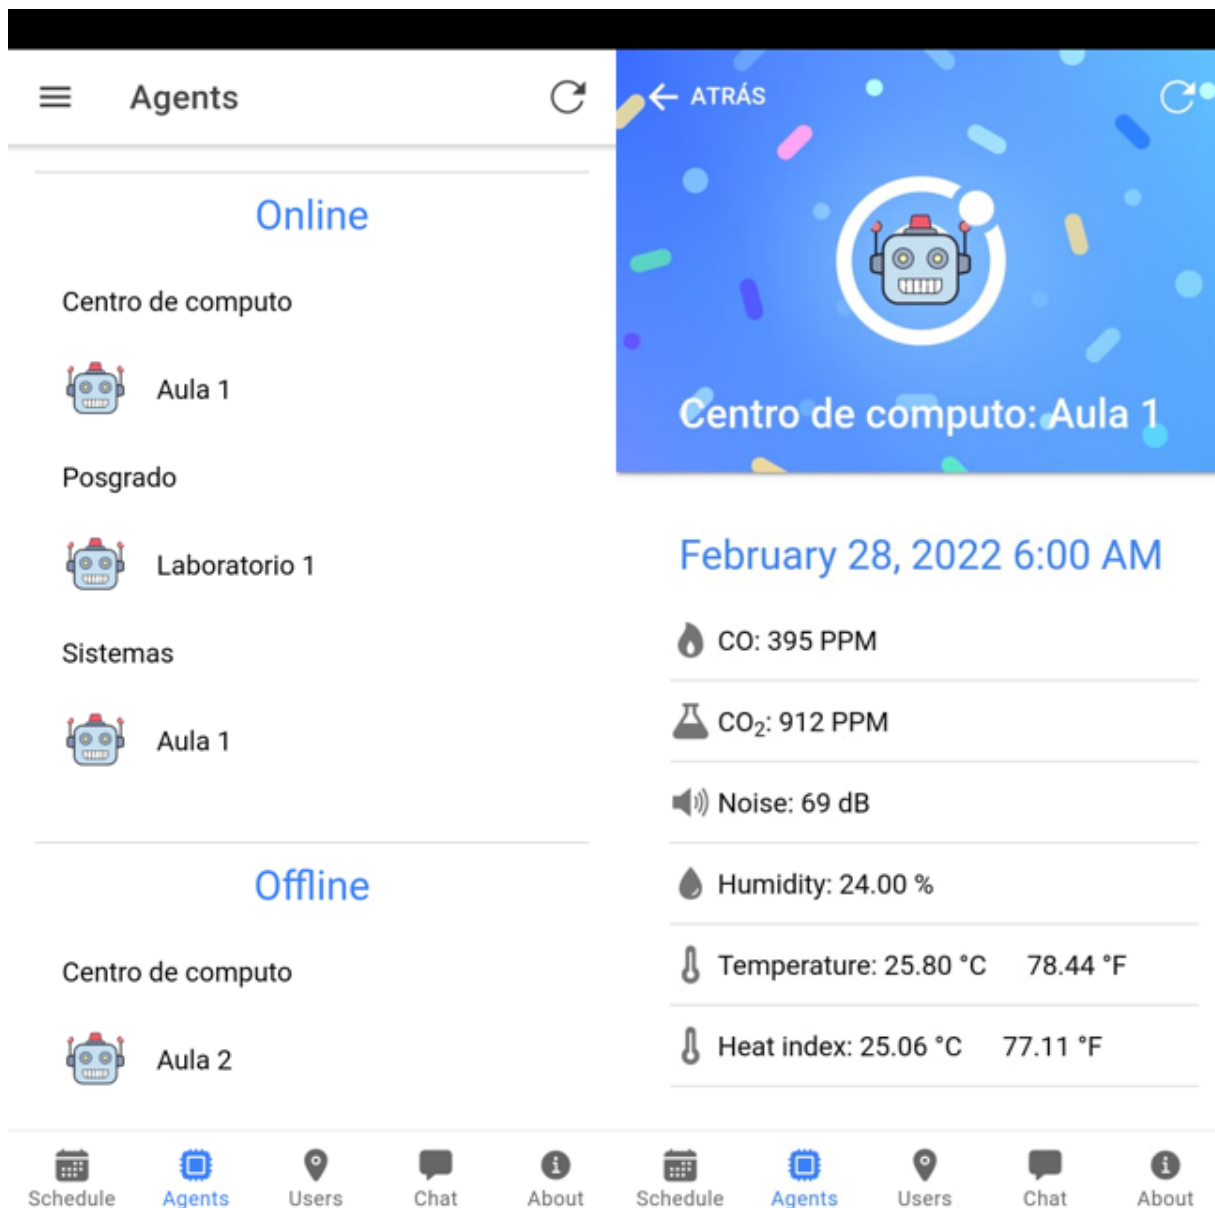 Agents
Online
Centro de computo
Aula 1
Posgrado
Laboratorio 1
Sistemas
Aula 1
Offline
Centro de computo
Aula 2
Schedule Agents Users Chat About
ATRÁS
Centro de computo: Aula 1
February 28, 2022 6:00 AM
CO: 395 PPM
CO₂: 912 PPM
Noise: 69 dB
Humidity: 24.00 %
Temperature: 25.80 °C 78.44 °F
Heat index: 25.06 °C 77.11 °F
Schedule Agents Users Chat About